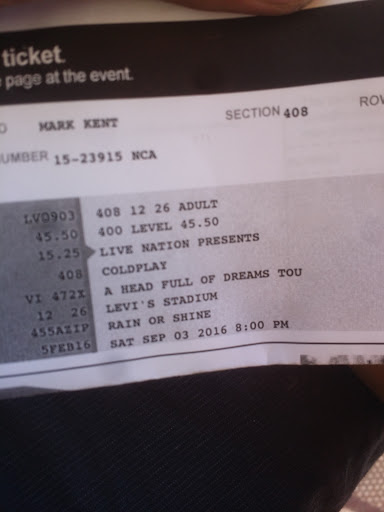 ticket.
page at the event.
MARK KENT SECTION 408 ROW
NUMBER 15-23915 NCA
LV0903 408 12 26 ADULT
45.50 400 LEVEL 45.50
15.25 LIVE NATION PRESENTS
408 COLDPLAY
VI 472X A HEAD FULL OF DREAMS TOU
12 26 LEVI'S STADIUM
455AZIP RAIN OR SHINE
5FEB16 SAT SEP 03 2016 8:00 PM